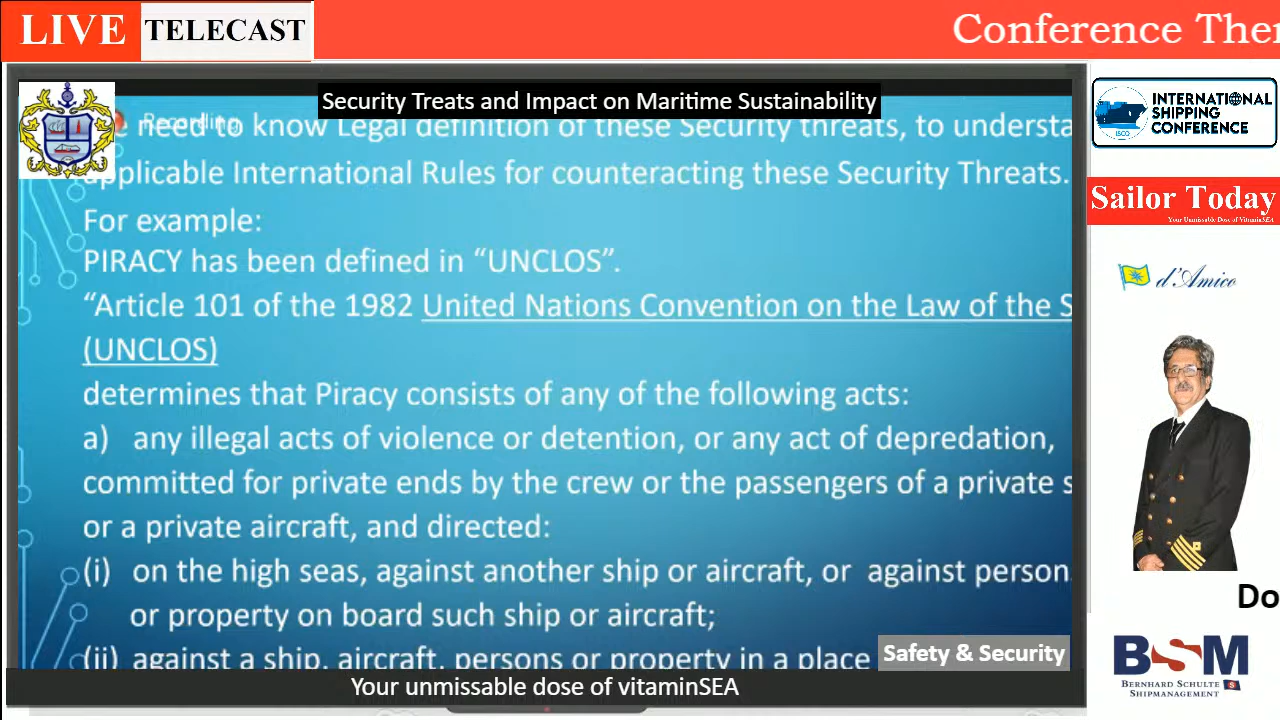 LIVE TELECAST
Conference Ther
Security Treats and Impact on Maritime Sustainability
Recording
need to know Legal definition of these Security threats, to understa
applicable International Rules for counteracting these Security Threats.
For example:
PIRACY has been defined in “UNCLOS”.
“Article 101 of the 1982 United Nations Convention on the Law of the S
(UNCLOS)
determines that Piracy consists of any of the following acts:
a) any illegal acts of violence or detention, or any act of depredation,
committed for private ends by the crew or the passengers of a private s
or a private aircraft, and directed:
(i) on the high seas, against another ship or aircraft, or against person
or property on board such ship or aircraft;
(ii) against a ship, aircraft, persons or property in a place
Safety & Security
Your unmissable dose of vitaminSEA
INTERNATIONAL
SHIPPING
CONFERENCE
ISCO
Sailor Today
Your Unmissable Dose of VitaminSEA
d'Amico
Do
BSM
BERNHARD SCHULTE
SHIPMANAGEMENT